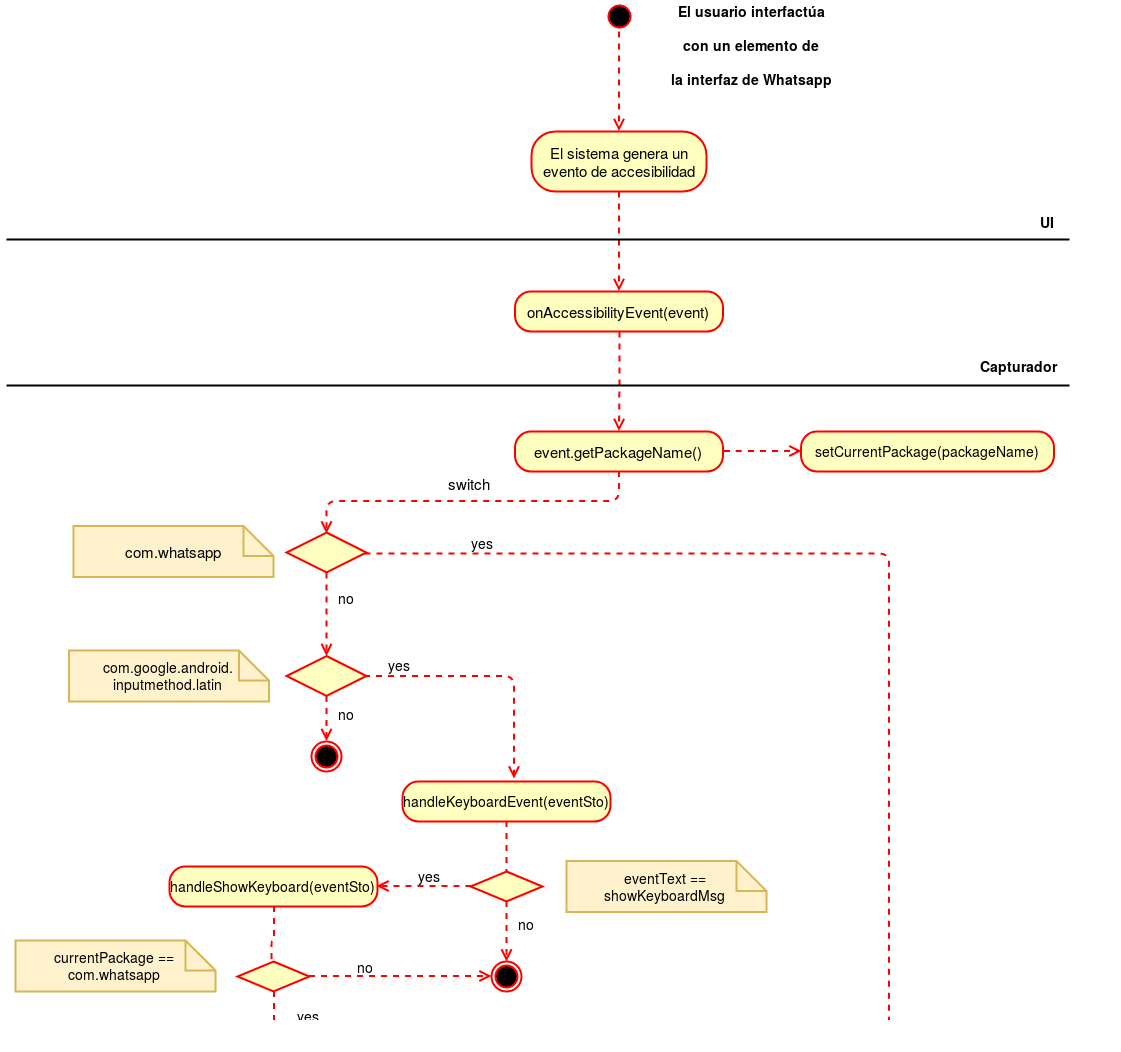 El usuario interfactúa
con un elemento de
la interfaz de Whatsapp
El sistema genera un
evento de accesibilidad
UI
onAccessibilityEvent(event)
Capturador
event.getPackageName()
setCurrentPackage(packageName)
switch
com.whatsapp
yes
no
com.google.android.
inputmethod.latin
yes
no
handleKeyboardEvent(eventSto)
handleShowKeyboard(eventSto)
yes
eventText ==
showKeyboardMsg
no
currentPackage ==
com.whatsapp
no
yes